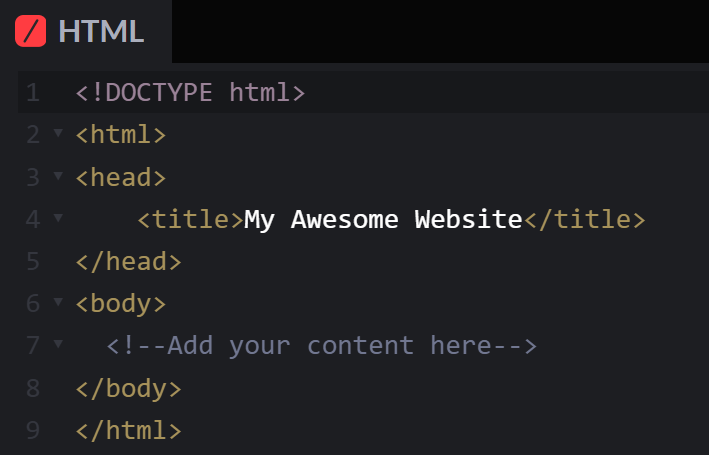 HTML
1 <!DOCTYPE html>
2 <html>
3 <head>
4     <title>My Awesome Website</title>
5 </head>
6 <body>
7   <!--Add your content here-->
8 </body>
9 </html>